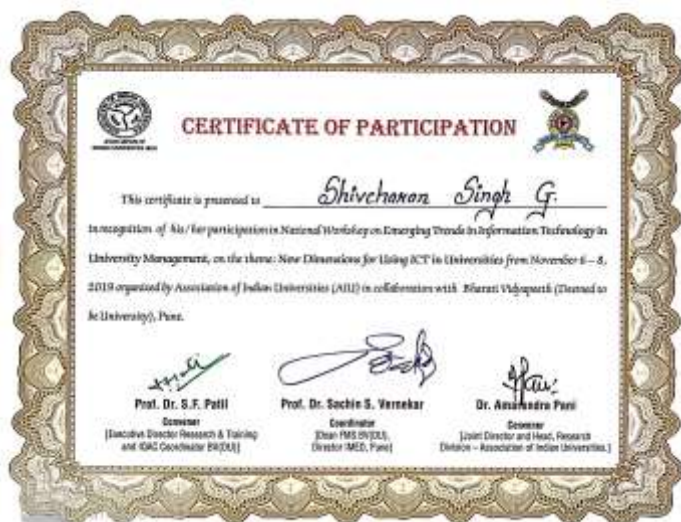 CERTIFICATE OF PARTICIPATION
ASSOCIATION OF
This certificate is presented to Shivcharan Singh G.
in recognition of his/her participation in National Workshop on Emerging Trends in Information Technology in
University Management, on the theme: New Dimensions for Using ICT in Universities from November 6 – 8,
2019 organized by Association of Indian Universities (AIU) in collaboration with Bharati Vidyapeeth (Deemed to
be University), Pune.
Prof. Dr. S.F. Patil
Convener
[Executive Director Research & Training
and IQAC Coordinator BV(DU)]
Prof. Dr. Sachin S. Vernekar
Coordinator
[Dean FMS BV(DU),
Director IMED, Pune]
Dr. Amarendra Pani
Convener
[Joint Director and Head, Research
Division – Association of Indian Universities.]